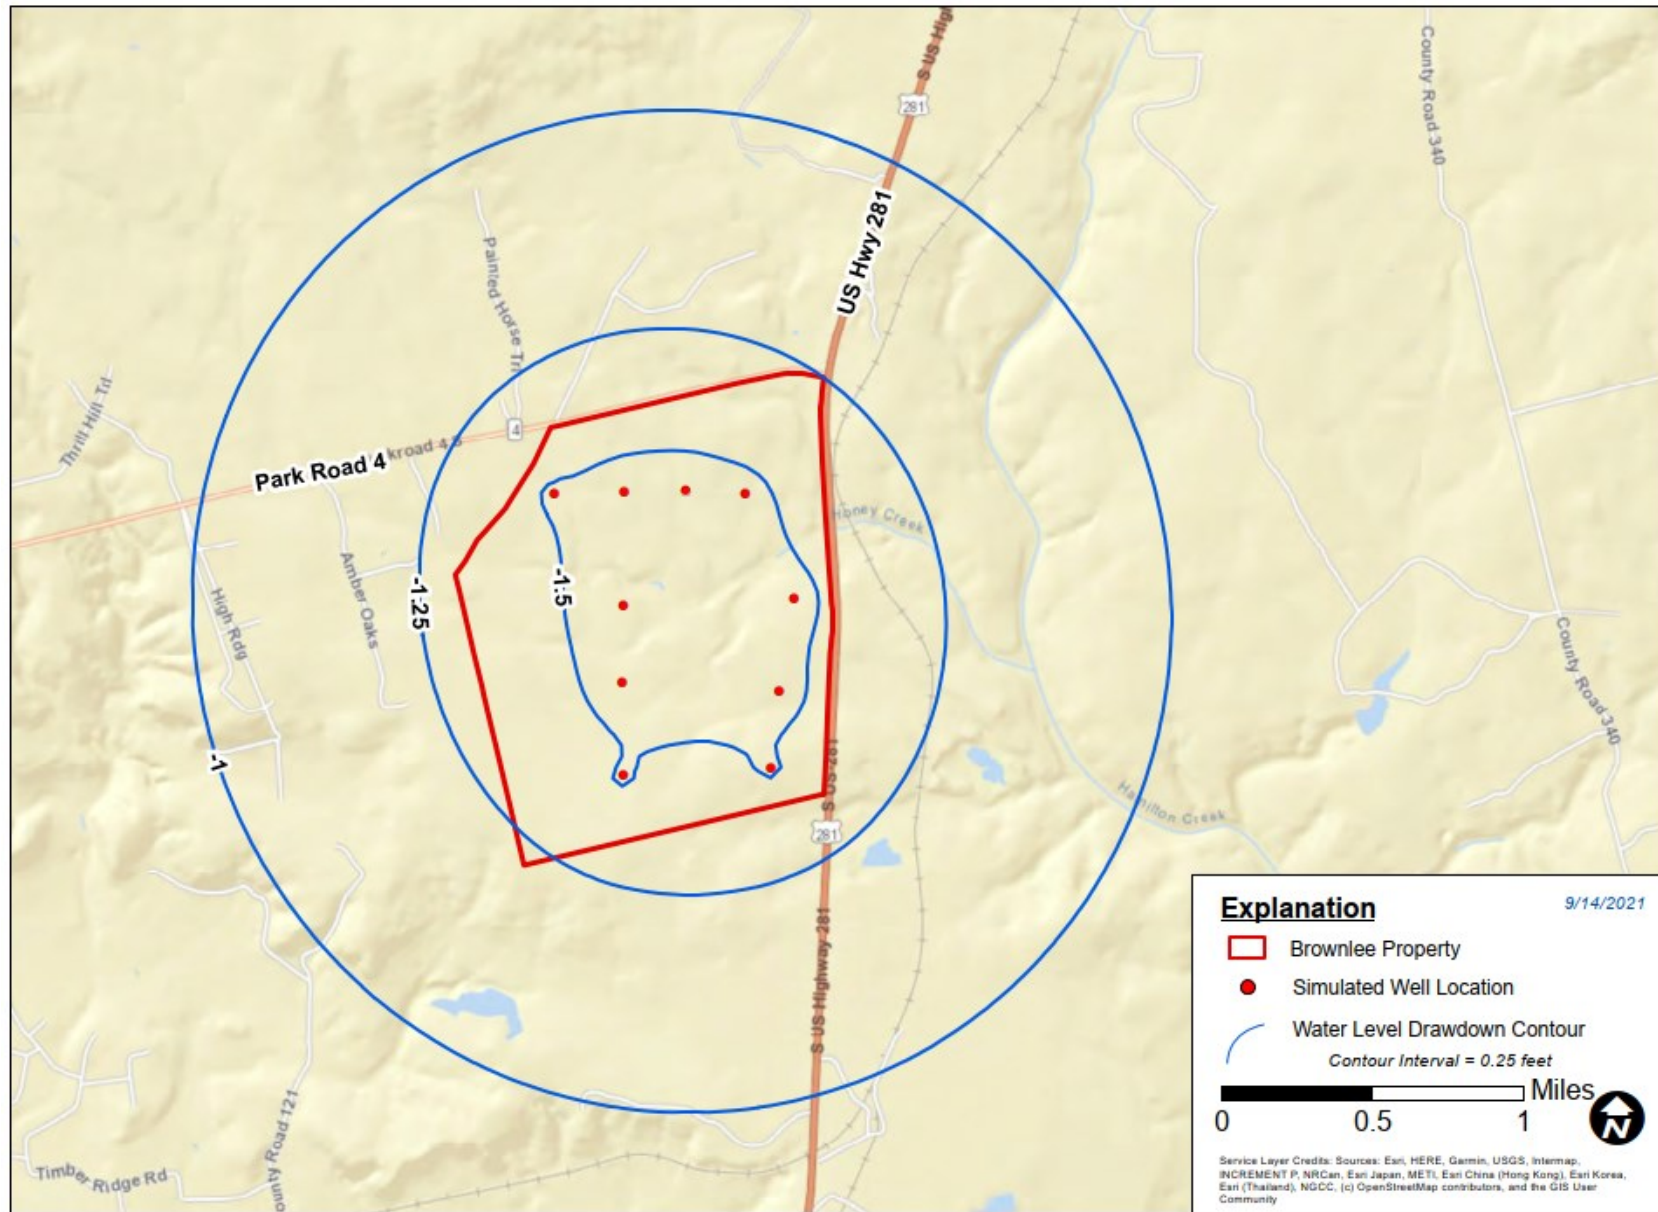 S US High
281
County Road 340
US Hwy 281
Painted Horse Trl
Thrill Hill Td
4
Park Road 4
rkroad 4 S
Honey Creek
Amber Oaks
-1.5
-1.25
High Rdg
County Road 340
-1
S US 281
Hamilton Creek
281
S US Highway 281
Timber Ridge Rd
ounty Road 121
Explanation
9/14/2021
Brownlee Property
Simulated Well Location
Water Level Drawdown Contour
Contour Interval = 0.25 feet
Miles
0 0.5 1
N
Service Layer Credits: Sources: Esri, HERE, Garmin, USGS, Intermap,
INCREMENT P, NRCan, Esri Japan, METI, Esri China (Hong Kong), Esri Korea,
Esri (Thailand), NGCC, (c) OpenStreetMap contributors, and the GIS User
Community